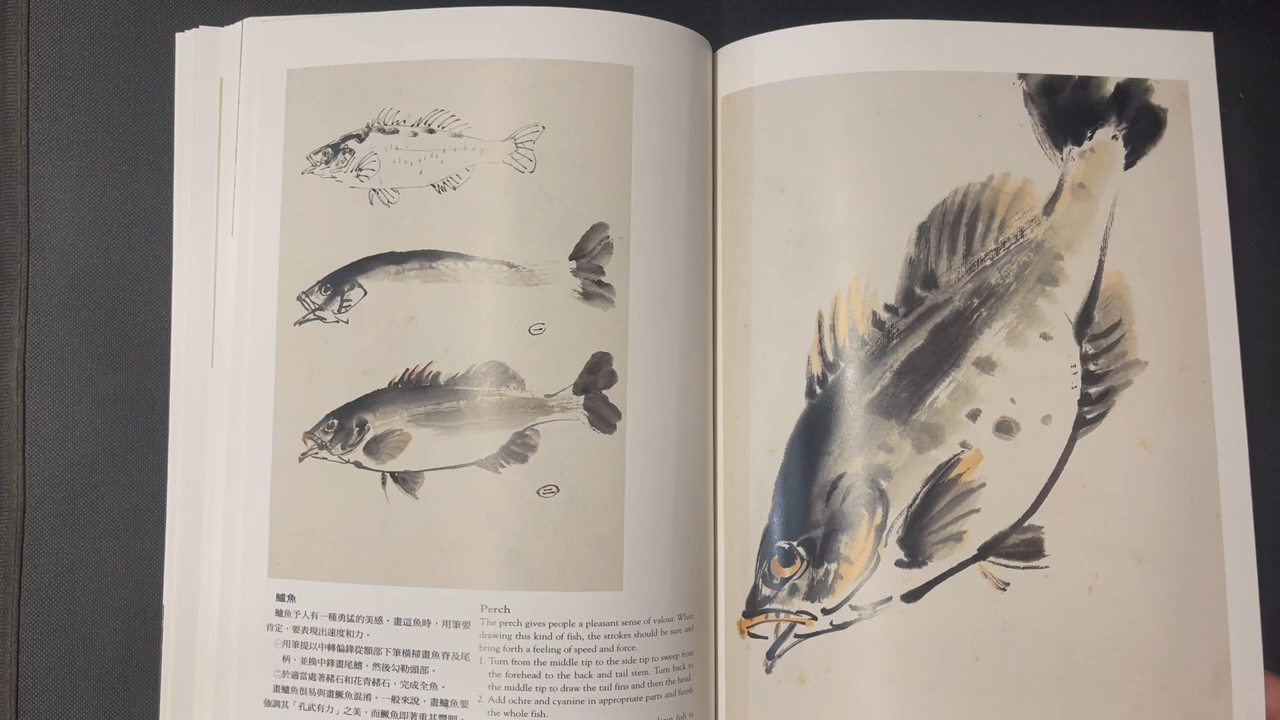 ㊀
㊁
鱸魚
鱸魚予人有一種勇猛的美感。畫這魚時，用筆要
肯定，要表現出速度和力。
㊀用筆提以中轉偏鋒從額部下筆橫掃畫魚脊及尾
柄，並換中鋒畫尾鰭，然後勾勒頭部。
㊁於適當處著赭石和花青赭石，完成全魚。
畫鱸魚很易與畫鱖魚混淆。一般來說，畫鱸魚要
強調其「孔武有力」之美，而鱖魚即著重其豐
Perch
The perch gives people a pleasant sense of valour. When
drawing this kind of fish, the strokes should be sure and
bring forth a feeling of speed and force.
1. Turn from the middle tip to the side tip to sweep from
the forehead to the back and tail stem. Turn back to
the middle tip to draw the tail fins and then the head.
2. Add ochre and cyanine in appropriate parts and finish
the whole fish.
fish is